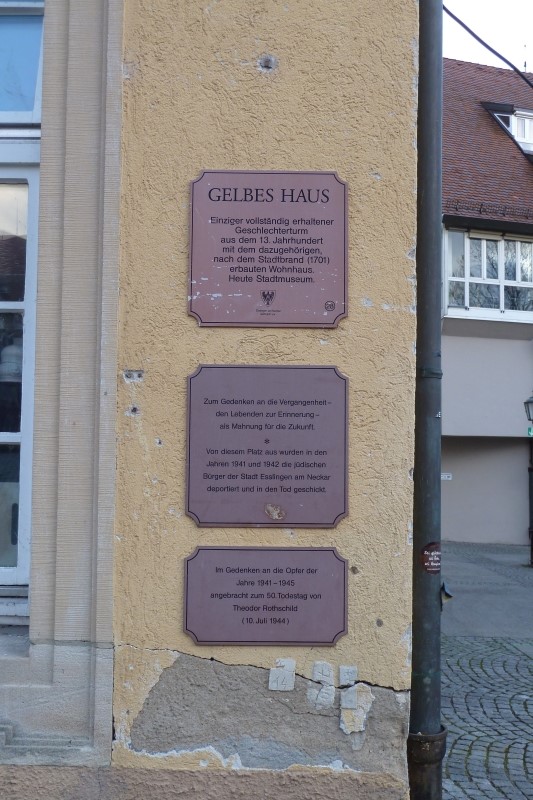 GELBES HAUS
Einziger vollständig erhaltener
Geschlechterturm
aus dem 13. Jahrhundert
mit dem dazugehörigen,
nach dem Stadtbrand (1701)
erbauten Wohnhaus.
Heute Stadtmuseum.
Zum Gedenken an die Vergangenheit –
den Lebenden zur Erinnerung –
als Mahnung für die Zukunft.
*
Von diesem Platz aus wurden in den
Jahren 1941 und 1942 die jüdischen
Bürger der Stadt Esslingen am Neckar
deportiert und in den Tod geschickt.
Im Gedenken an die Opfer der
Jahre 1941 – 1945
angebracht zum 50. Todestag von
Theodor Rothschild
(10. Juli 1944)